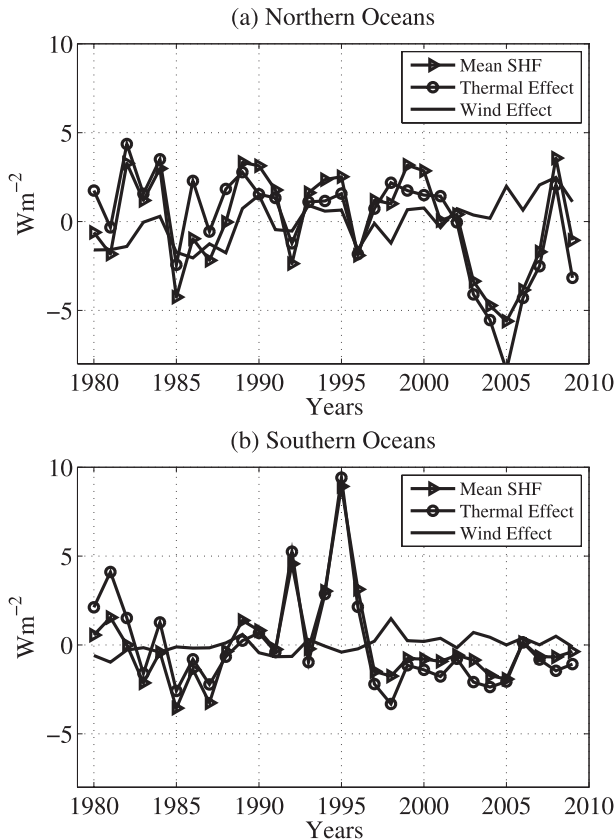 (a) Northern Oceans
10
5
0
−5
Wm⁻²
Mean SHF
Thermal Effect
Wind Effect
1980 1985 1990 1995 2000 2005 2010
Years
(b) Southern Oceans
10
5
0
−5
Wm⁻²
Mean SHF
Thermal Effect
Wind Effect
1980 1985 1990 1995 2000 2005 2010
Years